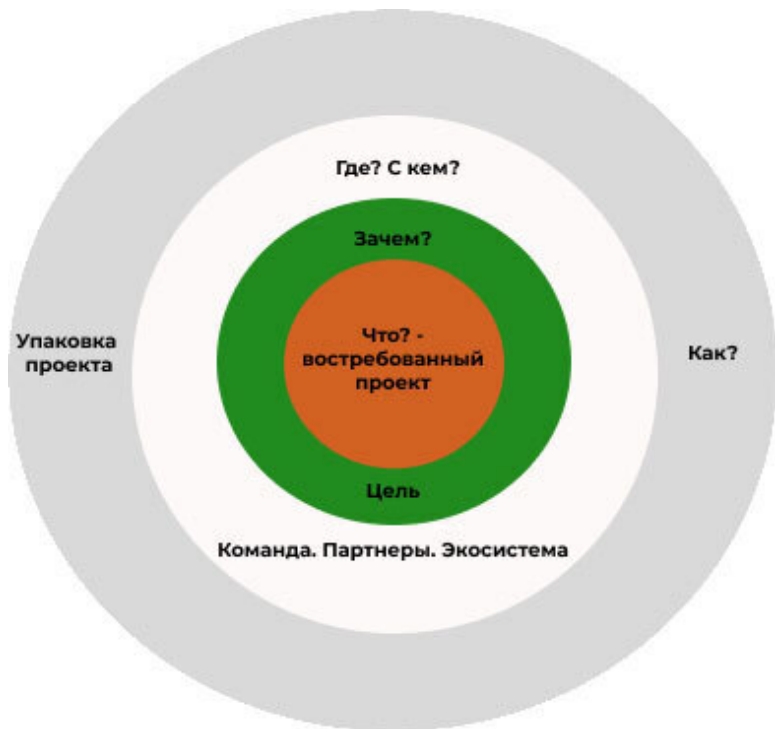 Где? С кем?
Зачем?
Что? -
востребованный
проект
Упаковка
проекта
Как?
Цель
Команда. Партнеры. Экосистема